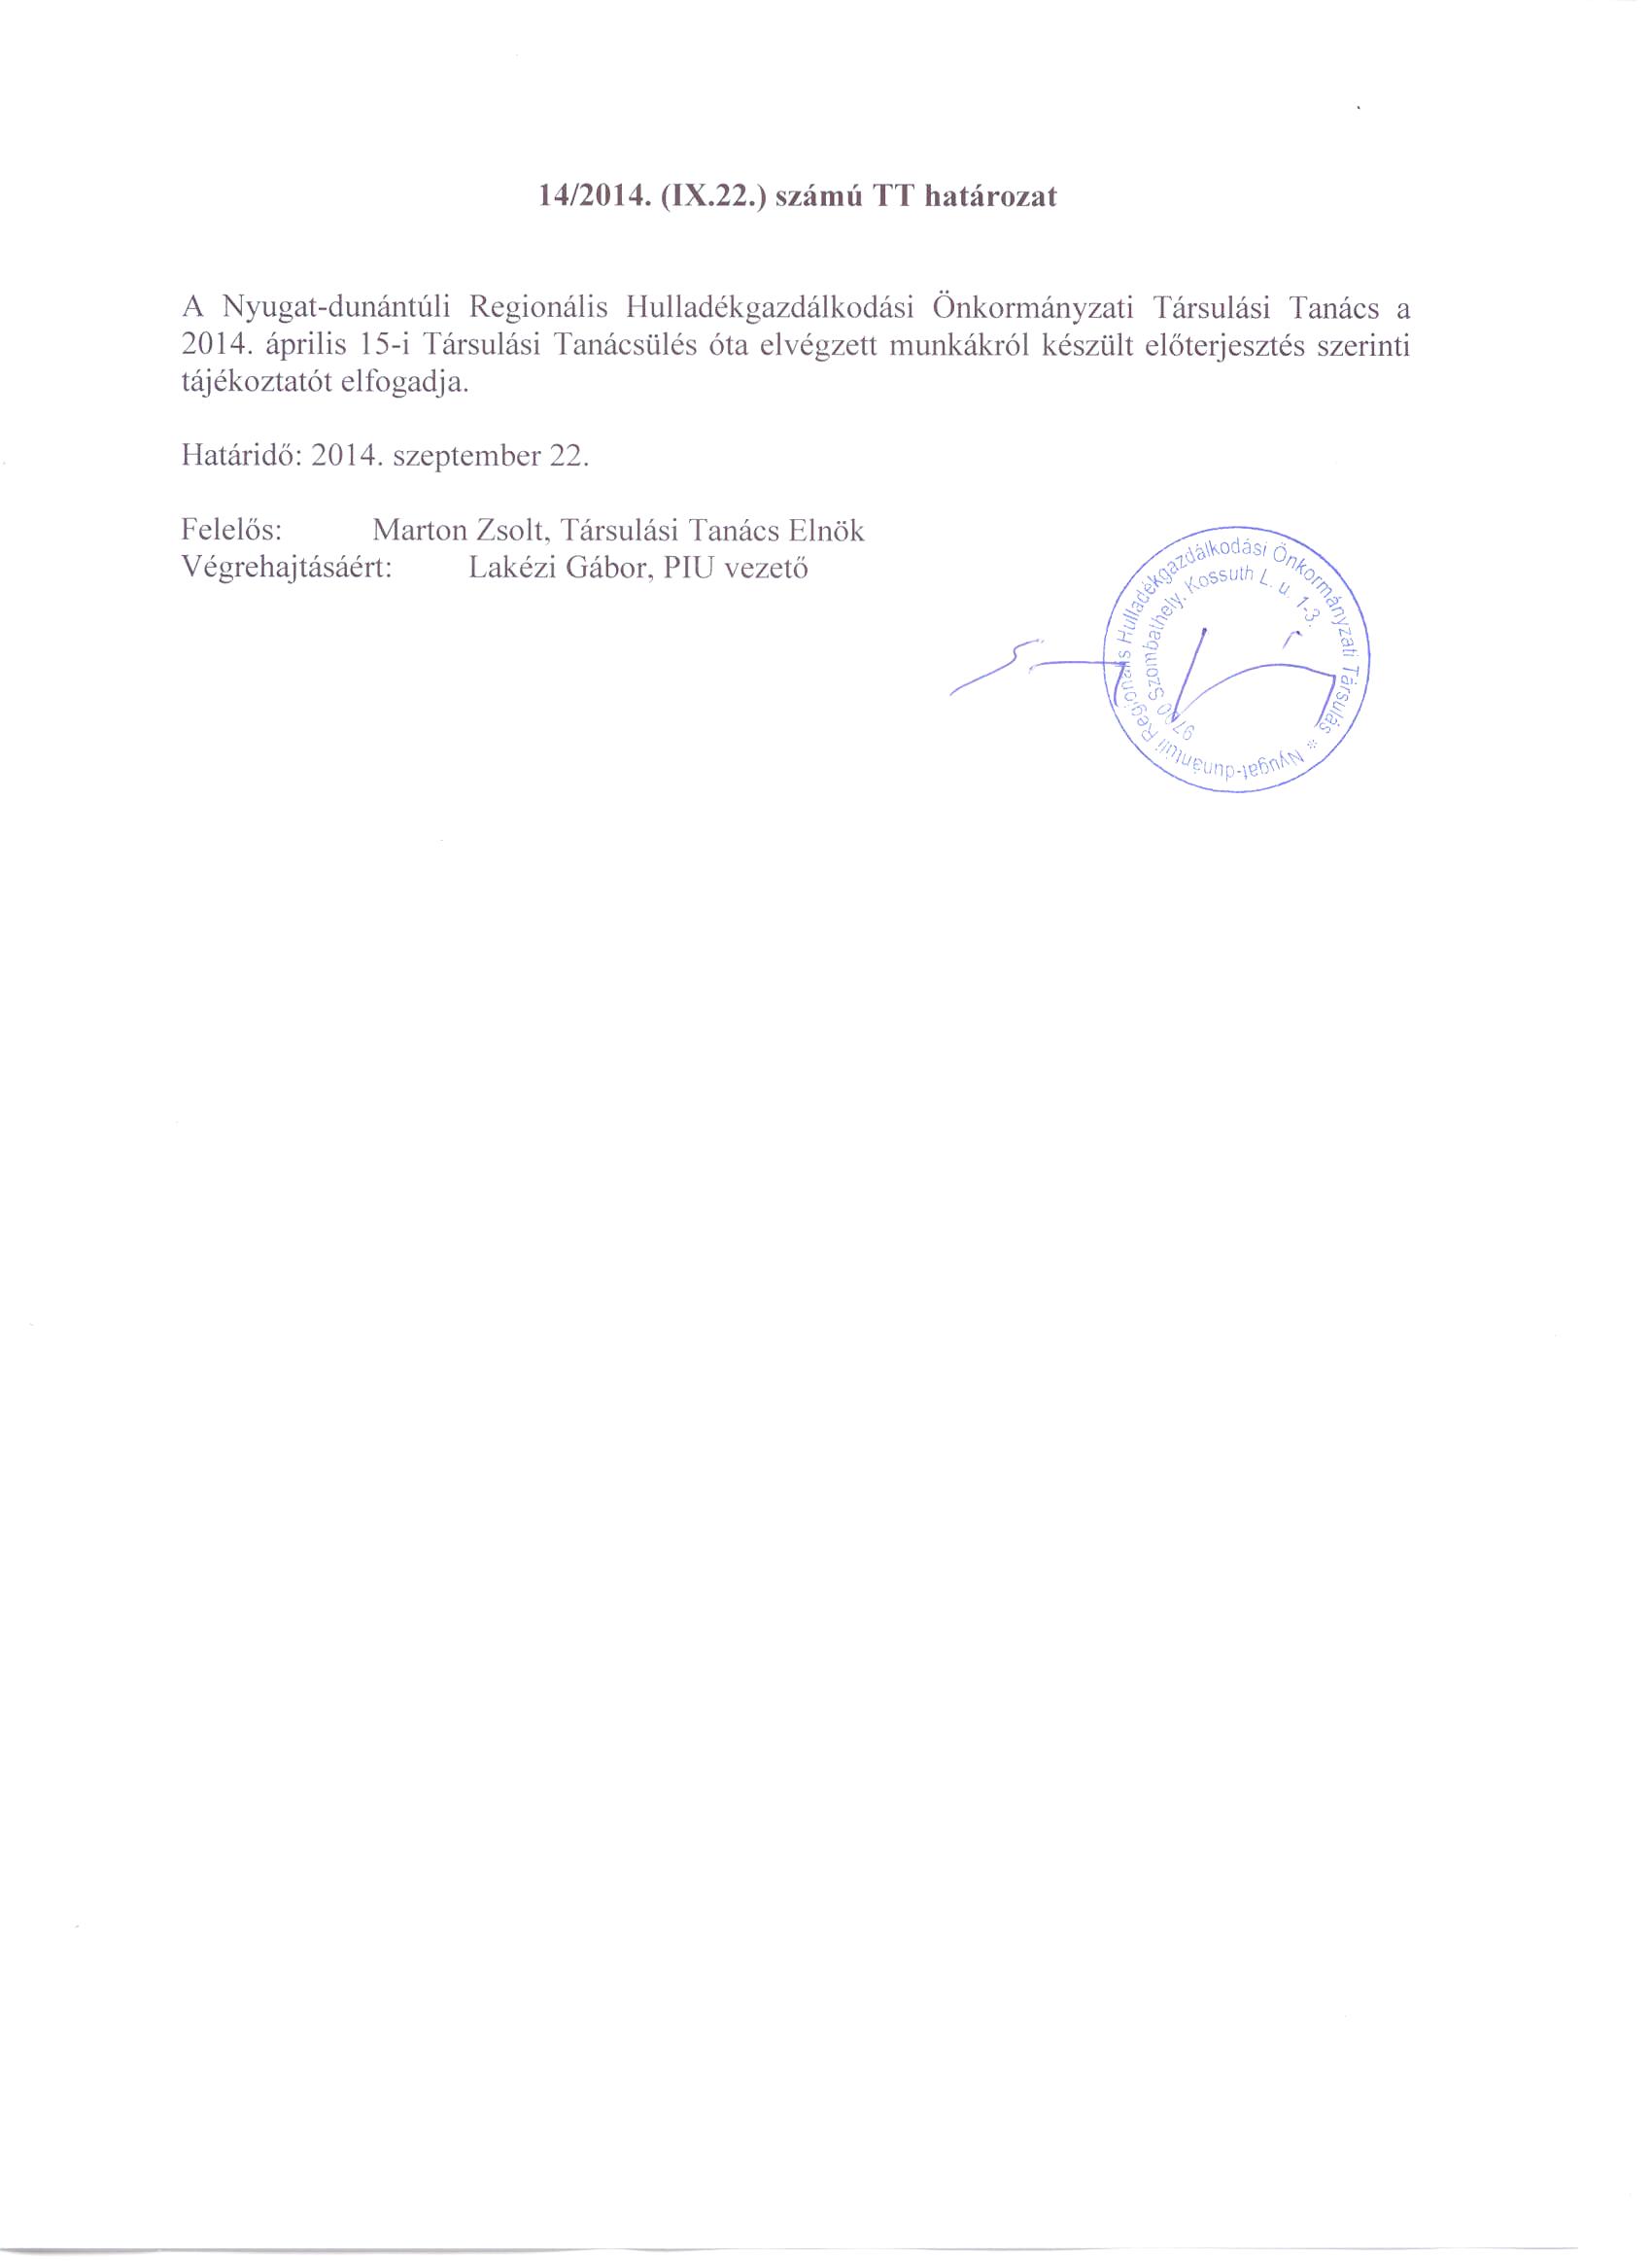 14/2014. (IX.22.) számú TT határozat
A Nyugat-dunántúli Regionális Hulladékgazdálkodási Önkormányzati Társulási Tanács a
2014. április 15-i Társulási Tanácsülés óta elvégzett munkákról készült előterjesztés szerinti
tájékoztatót elfogadja.
Határidő: 2014. szeptember 22.
Felelős: Marton Zsolt, Társulási Tanács Elnök
Végrehajtásáért: Lakézi Gábor, PIU vezető
Nyugat-dunántúli Regionális Hulladékgazdálkodási Önkormányzati Társulás *
9700 Szombathely, Kossuth L. u. 1-3.